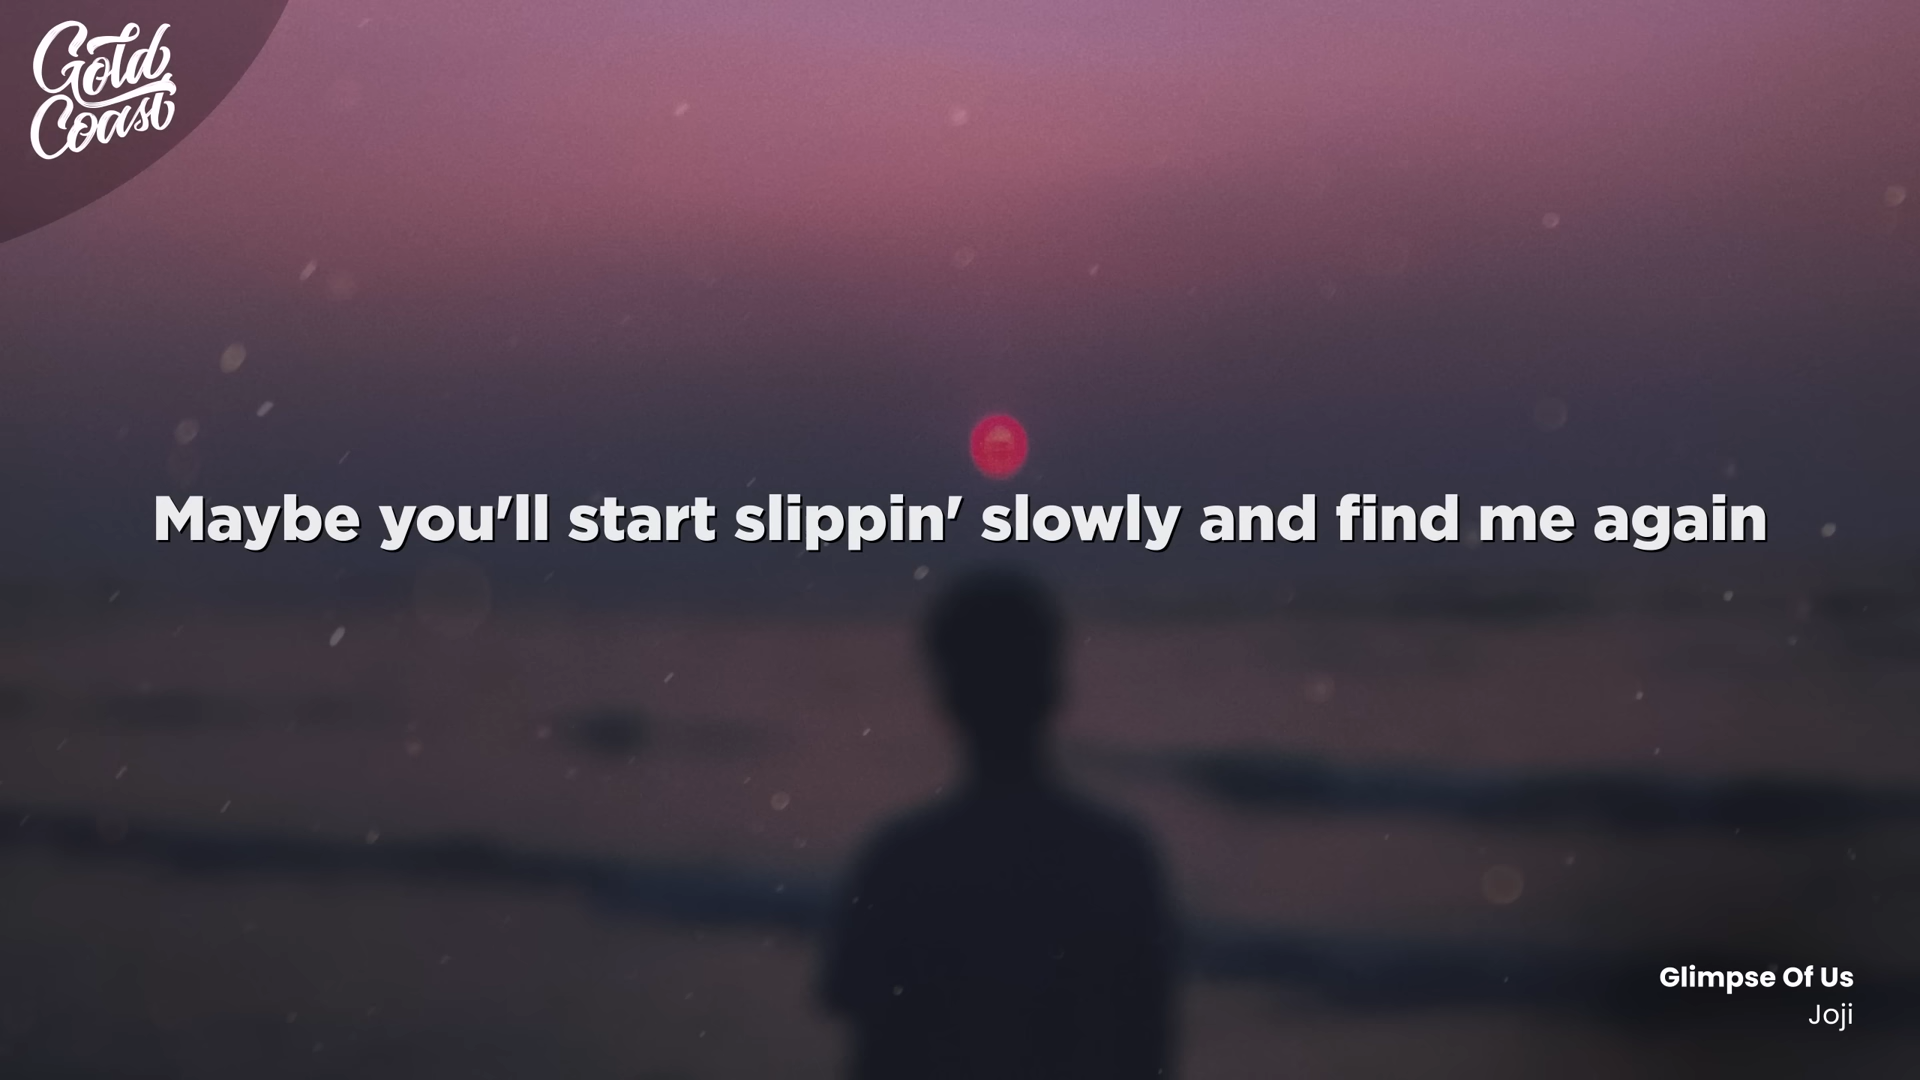 Gold
Coast
Maybe you'll start slippin' slowly and find me again
Glimpse Of Us
Joji